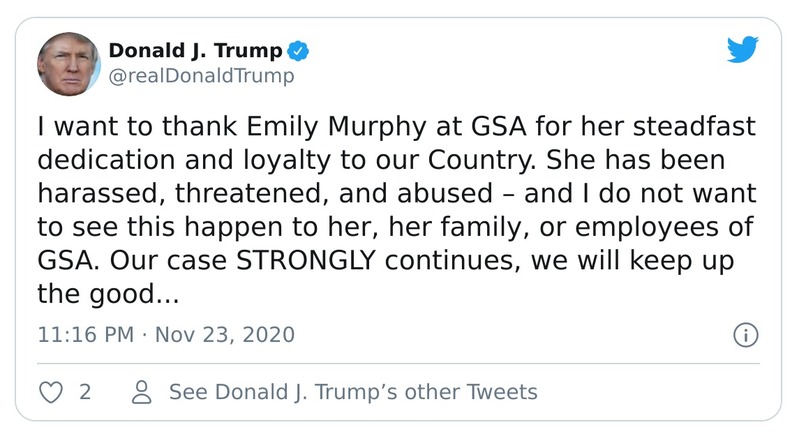 Donald J. Trump
@realDonaldTrump
I want to thank Emily Murphy at GSA for her steadfast
dedication and loyalty to our Country. She has been
harassed, threatened, and abused – and I do not want
to see this happen to her, her family, or employees of
GSA. Our case STRONGLY continues, we will keep up
the good...
11:16 PM · Nov 23, 2020
2 See Donald J. Trump’s other Tweets